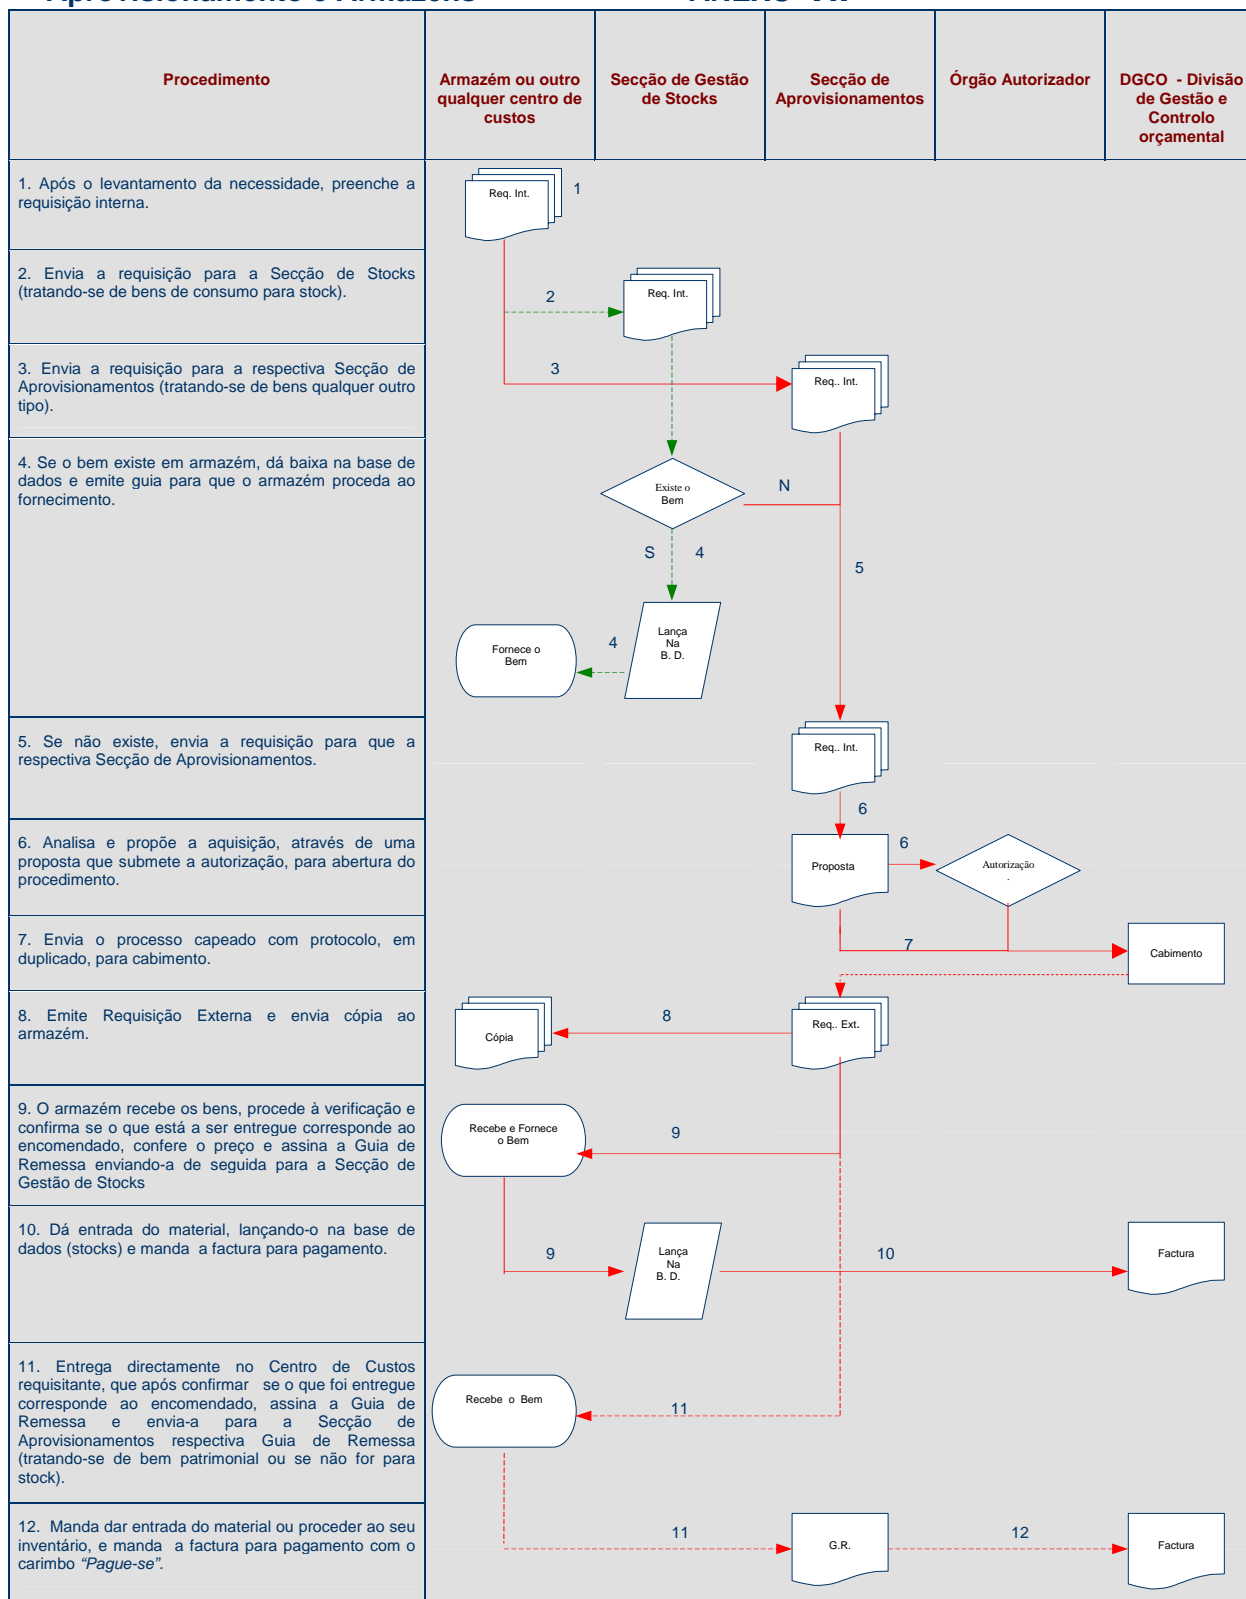 Procedimento
Armazém ou outro
qualquer centro de
custos
Secção de Gestão
de Stocks
Secção de
Aprovisionamentos
Órgão Autorizador
DGCO - Divisão
de Gestão e
Controlo
orçamental
1. Após o levantamento da necessidade, preenche a
requisição interna.
Req. Int.
1
2. Envia a requisição para a Secção de Stocks
(tratando-se de bens de consumo para stock).
2
Req. Int.
3. Envia a requisição para a respectiva Secção de
Aprovisionamentos (tratando-se de bens qualquer outro
tipo).
3
Req.. Int.
4. Se o bem existe em armazém, dá baixa na base de
dados e emite guia para que o armazém proceda ao
fornecimento.
Existe o
Bem
N
S
4
5
Fornece o
Bem
4
Lança
Na
B. D.
5. Se não existe, envia a requisição para que a
respectiva Secção de Aprovisionamentos.
Req.. Int.
6
6. Analisa e propõe a aquisição, através de uma
proposta que submete a autorização, para abertura do
procedimento.
Proposta
6
Autorização
.
7. Envia o processo capeado com protocolo, em
duplicado, para cabimento.
7
Cabimento
8. Emite Requisição Externa e envia cópia ao
armazém.
Cópia
8
Req.. Ext.
9. O armazém recebe os bens, procede à verificação e
confirma se o que está a ser entregue corresponde ao
encomendado, confere o preço e assina a Guia de
Remessa enviando-a de seguida para a Secção de
Gestão de Stocks
Recebe e Fornece
o Bem
9
10. Dá entrada do material, lançando-o na base de
dados (stocks) e manda a factura para pagamento.
9
Lança
Na
B. D.
10
Factura
11. Entrega directamente no Centro de Custos
requisitante, que após confirmar se o que foi entregue
corresponde ao encomendado, assina a Guia de
Remessa e envia-a para a Secção de
Aprovisionamentos respectiva Guia de Remessa
(tratando-se de bem patrimonial ou se não for para
stock).
Recebe o Bem
11
12. Manda dar entrada do material ou proceder ao seu
inventário, e manda a factura para pagamento com o
carimbo “Pague-se”.
11
G.R.
12
Factura